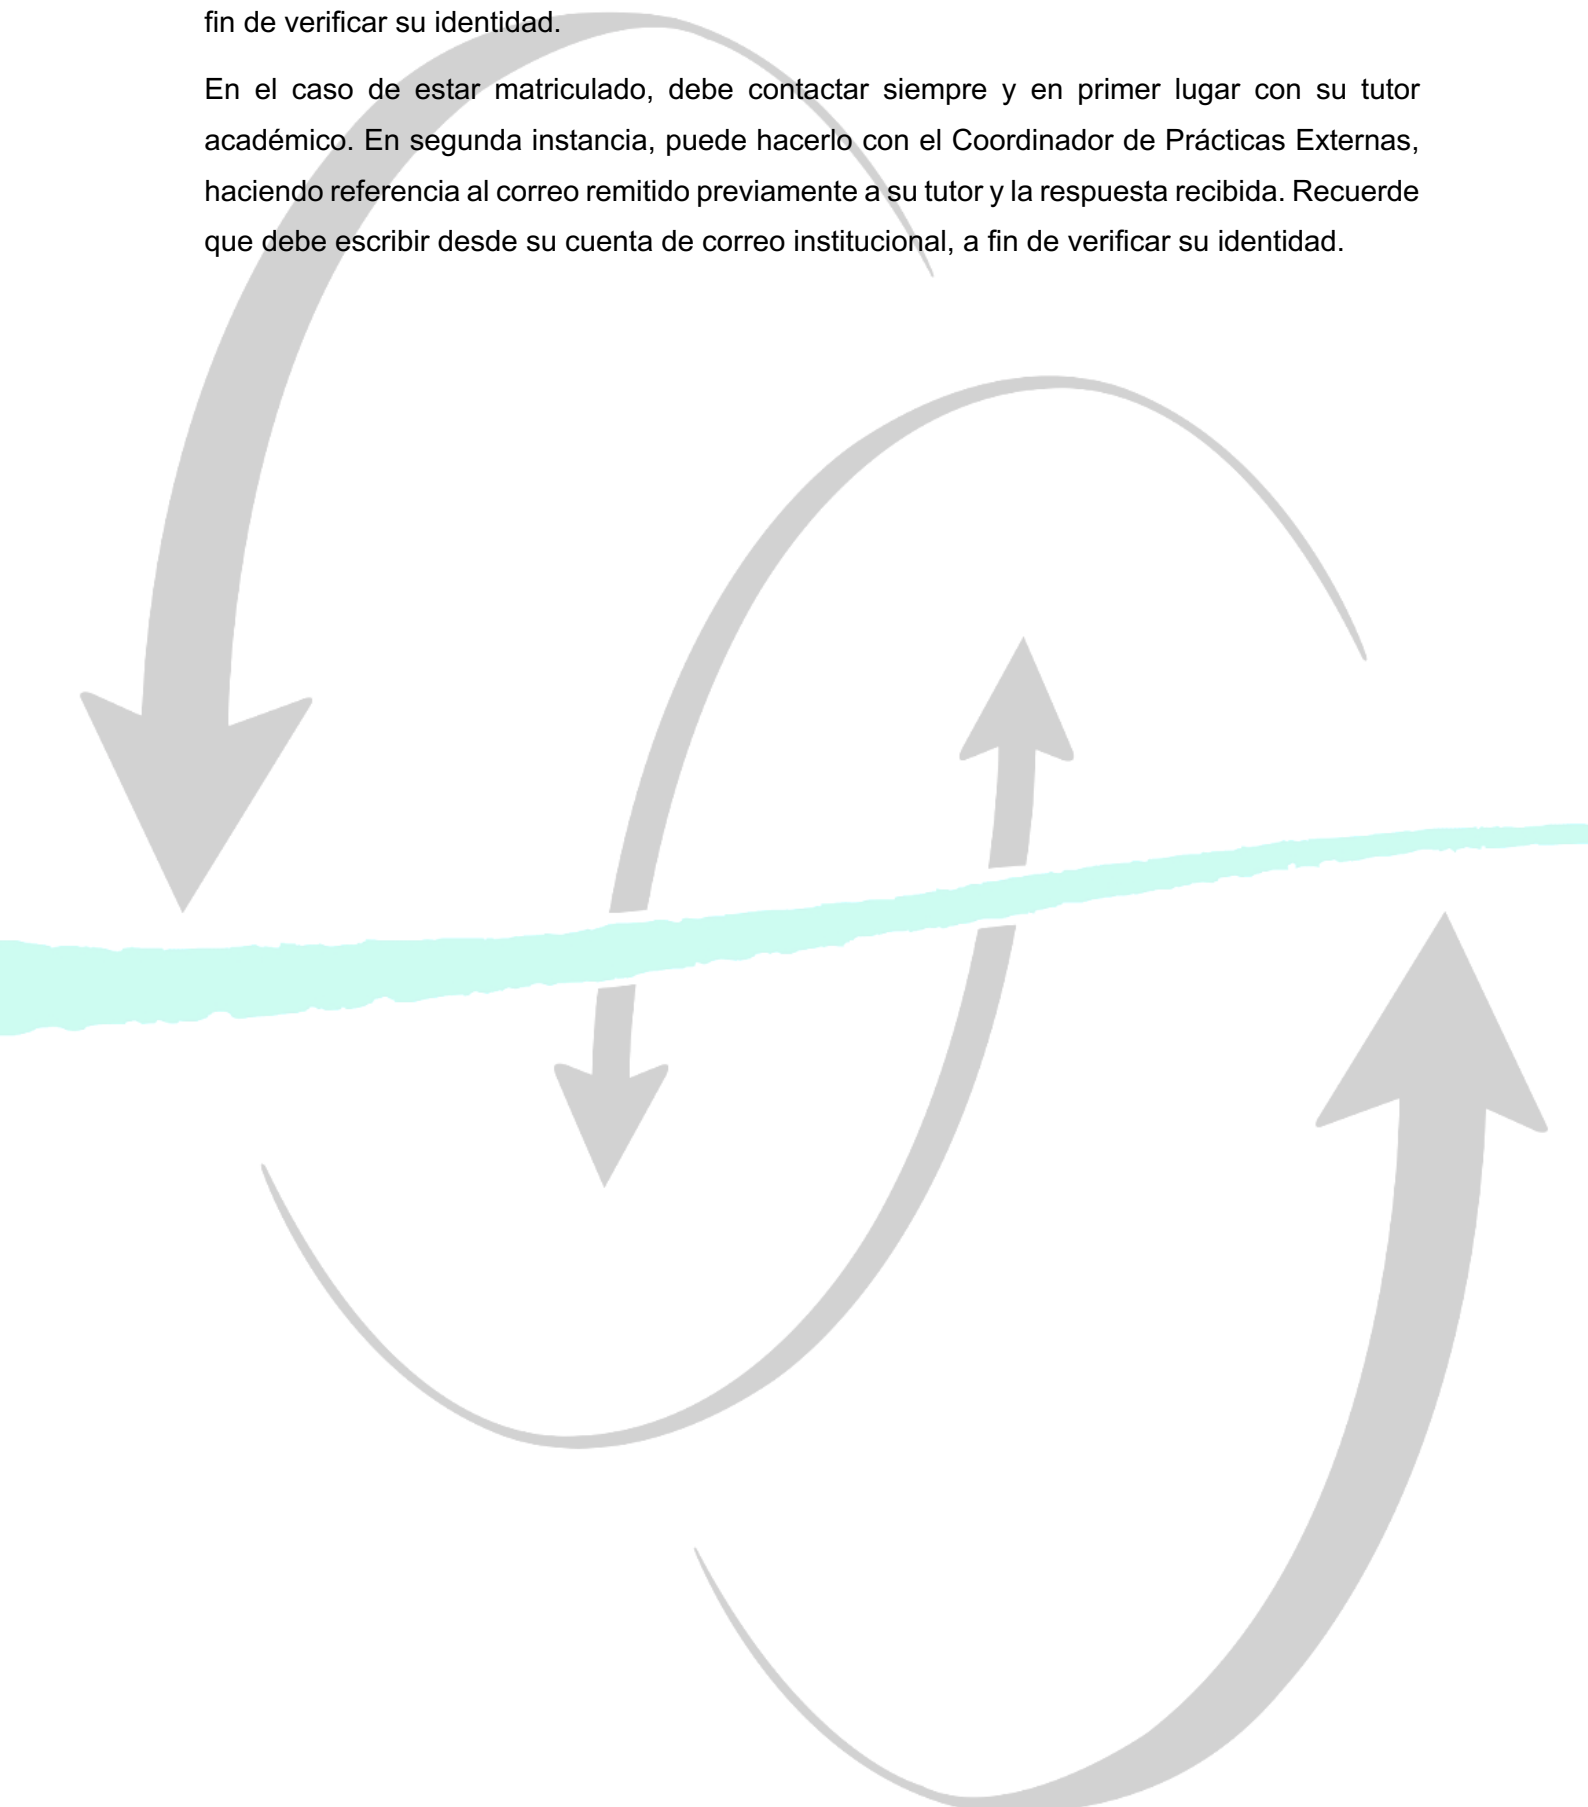 fin de verificar su identidad.
En el caso de estar matriculado, debe contactar siempre y en primer lugar con su tutor
académico. En segunda instancia, puede hacerlo con el Coordinador de Prácticas Externas,
haciendo referencia al correo remitido previamente a su tutor y la respuesta recibida. Recuerde
que debe escribir desde su cuenta de correo institucional, a fin de verificar su identidad.